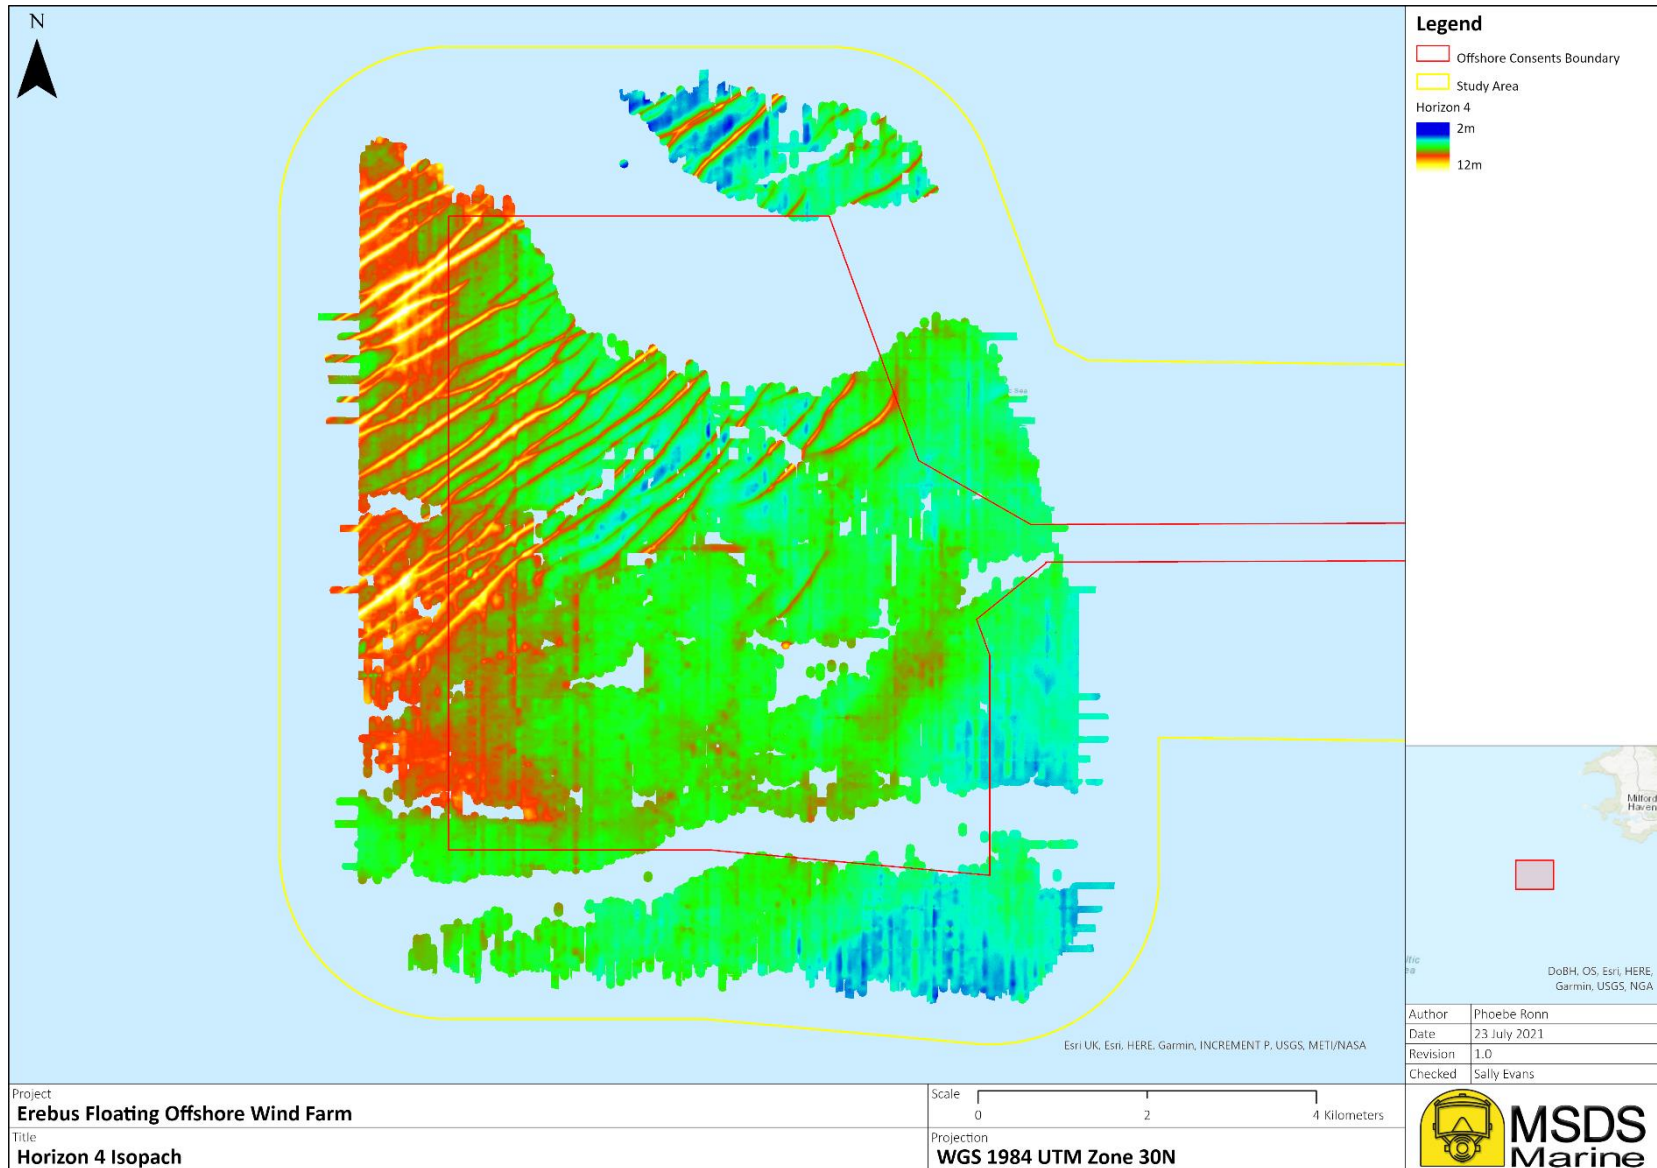 N
Legend
Offshore Consents Boundary
Study Area
Horizon 4
2m
12m
Milford
Haven
DoBH, OS, Esri, HERE,
Garmin, USGS, NGA
Esri UK, Esri, HERE, Garmin, INCREMENT P, USGS, METI/NASA
Author Phoebe Ronn
Date 23 July 2021
Revision 1.0
Checked Sally Evans
Project
Erebus Floating Offshore Wind Farm
Title
Horizon 4 Isopach
Scale
0 2 4 Kilometers
Projection
WGS 1984 UTM Zone 30N
MSDS
Marine